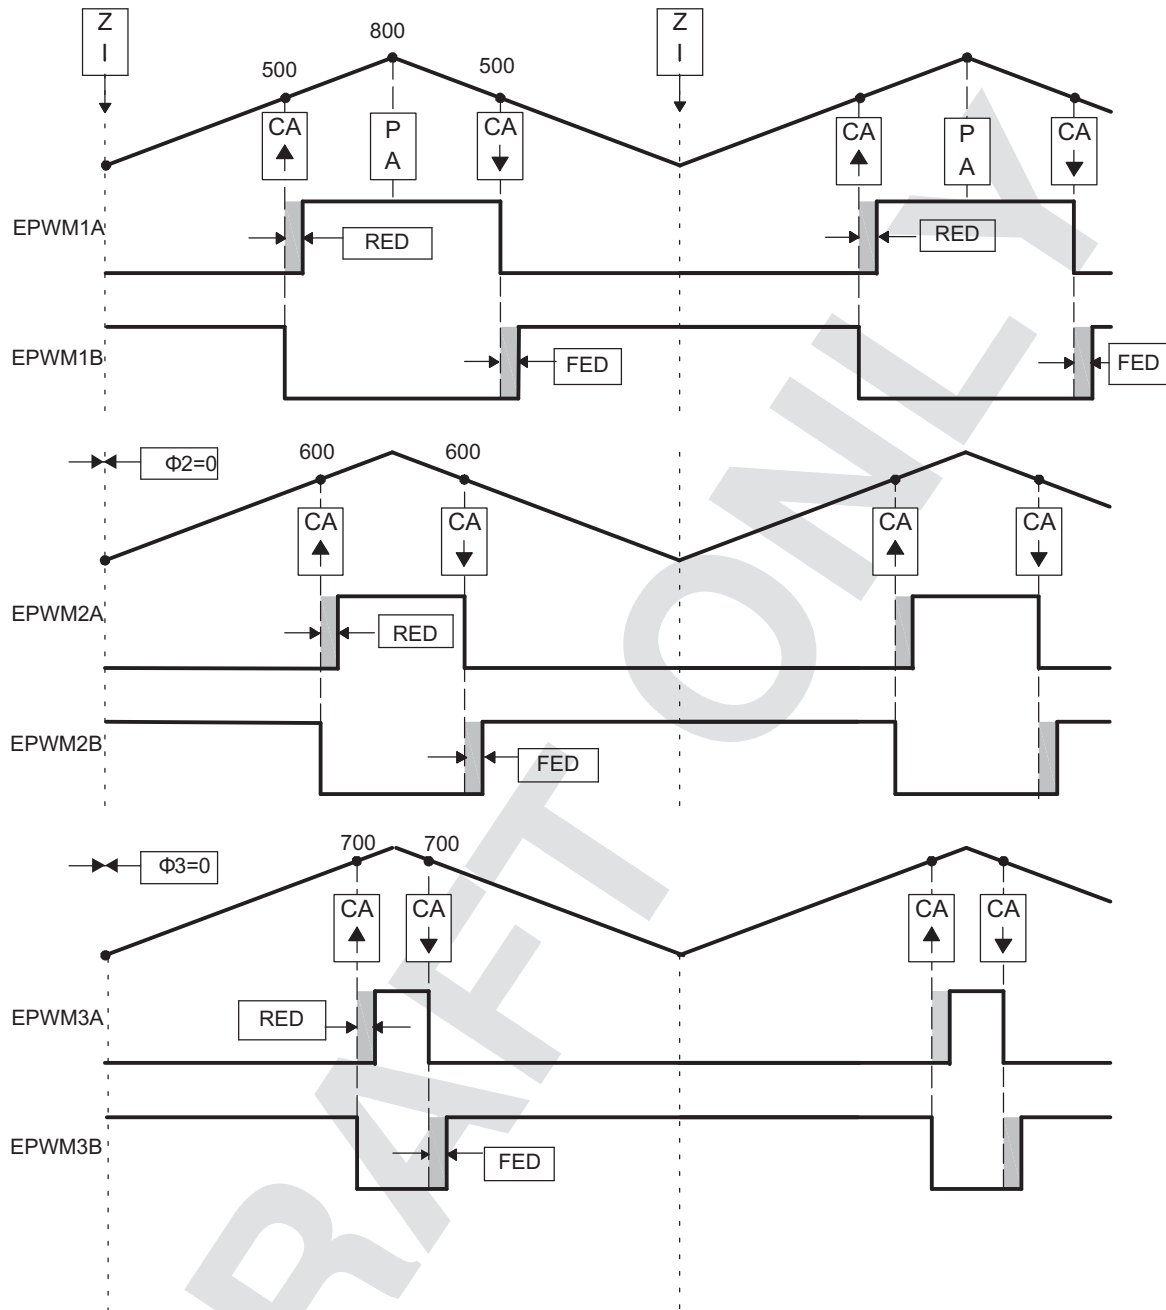 Z
I
800
Z
I
500
500
CA
P
A
CA
CA
P
A
CA
EPWM1A
RED
RED
EPWM1B
FED
FED
Φ2=0
600
600
CA
CA
CA
CA
EPWM2A
RED
EPWM2B
FED
Φ3=0
700
700
CA
CA
CA
CA
EPWM3A
RED
EPWM3B
FED
RAFT ONLY